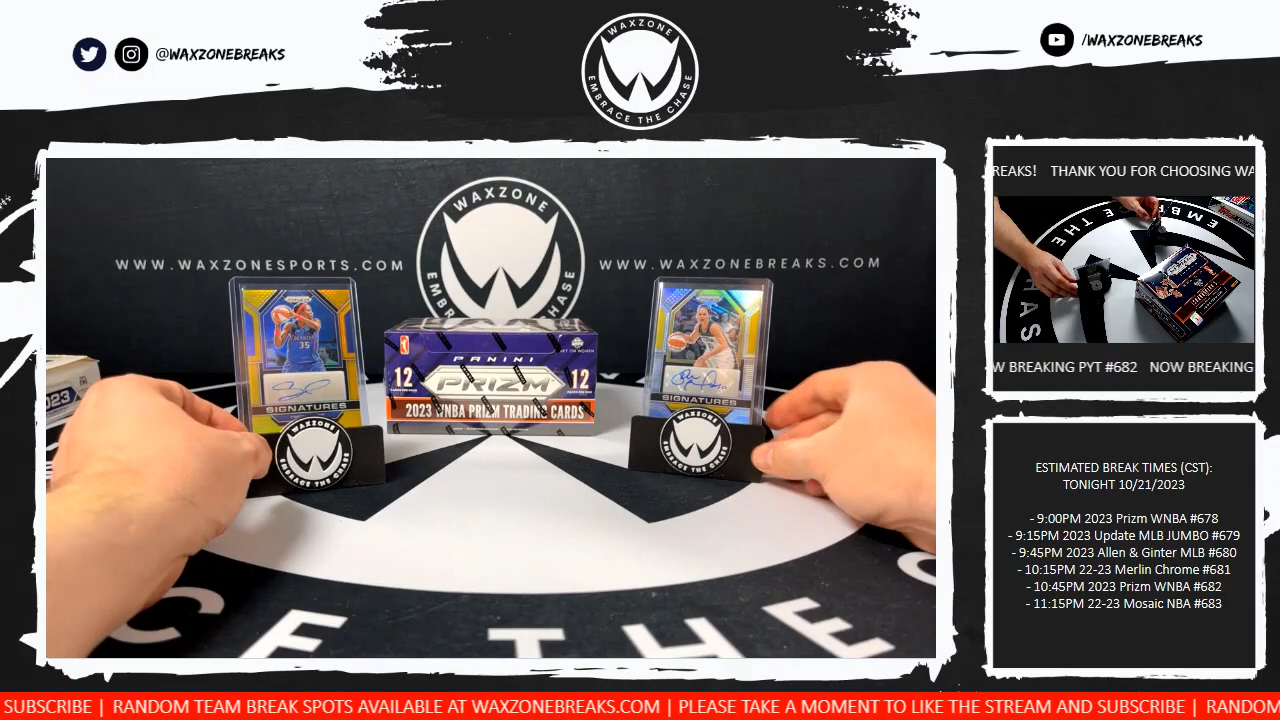 @WAXZONEBREAKS
WAXZONE
EMBRACE THE CHASE
/WAXZONEBREAKS
REAKS! THANK YOU FOR CHOOSING WA
W BREAKING PYT #682 NOW BREAKING
WAXZONE
WWW.WAXZONESPORTS.COM
WWW.WAXZONEBREAKS.COM
EMBR
CHASE
35
SIGNATURES
PANINI
PRIZM
12
12
2023 WNBA PRIZM TRADING CARDS
SIGNATURES
WAXZONE
EMBRACE THE CHASE
WAXZONE
EMBRACE THE CHASE
2023
CE THE C
ESTIMATED BREAK TIMES (CST):
TONIGHT 10/21/2023
- 9:00PM 2023 Prizm WNBA #678
- 9:15PM 2023 Update MLB JUMBO #679
- 9:45PM 2023 Allen & Ginter MLB #680
- 10:15PM 22-23 Merlin Chrome #681
- 10:45PM 2023 Prizm WNBA #682
- 11:15PM 22-23 Mosaic NBA #683
SUBSCRIBE | RANDOM TEAM BREAK SPOTS AVAILABLE AT WAXZONEBREAKS.COM | PLEASE TAKE A MOMENT TO LIKE THE STREAM AND SUBSCRIBE | RANDOM